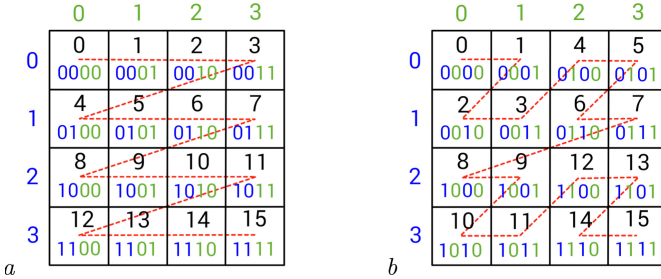 0 1 2 3
0 0 1 2 3
0000 0001 0010 0011
1 4 5 6 7
0100 0101 0110 0111
2 8 9 10 11
1000 1001 1010 1011
3 12 13 14 15
1100 1101 1110 1111
a
0 1 2 3
0 0 1 4 5
0000 0001 0100 0101
1 2 3 6 7
0010 0011 0110 0111
2 8 9 12 13
1000 1001 1100 1101
3 10 11 14 15
1010 1011 1110 1111
b